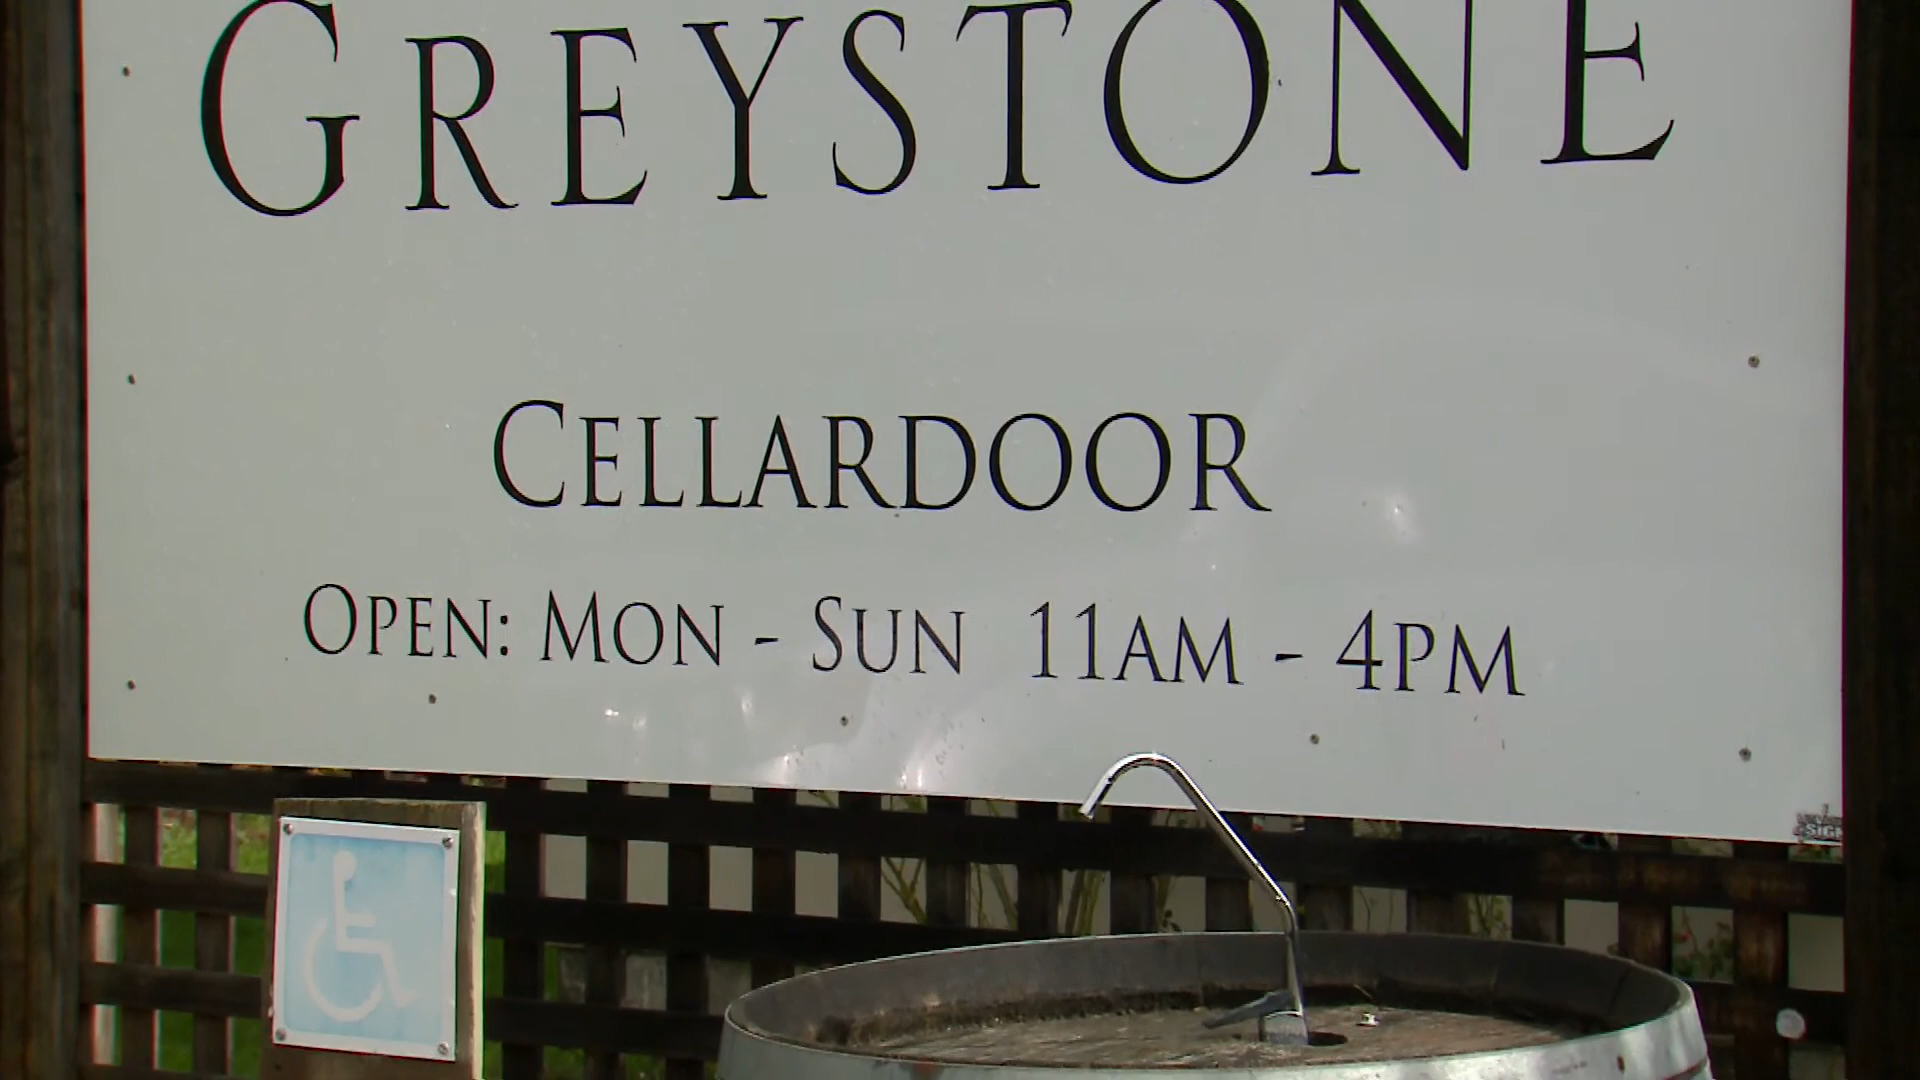 GREYSTONE
CELLARDOOR
OPEN: MON - SUN 11AM - 4PM